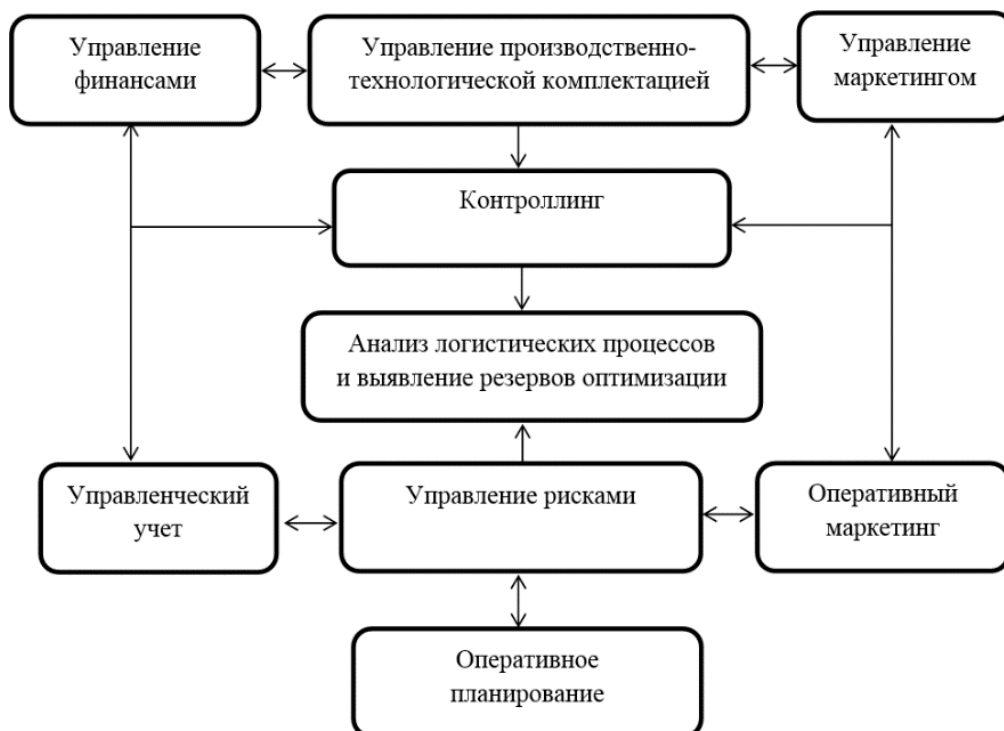 Управление
финансами
Управление производственно-
технологической комплектацией
Управление
маркетингом
Контроллинг
Анализ логистических процессов
и выявление резервов оптимизации
Управленческий
учет
Управление рисками
Оперативный
маркетинг
Оперативное
планирование